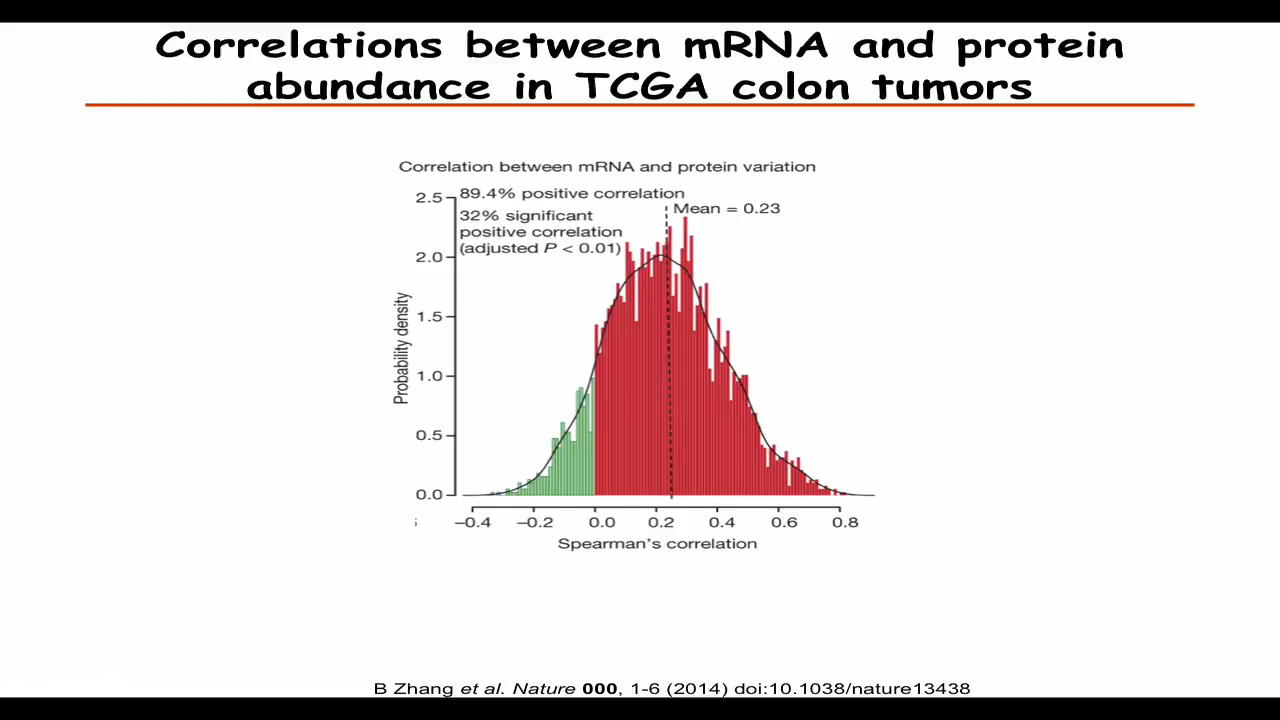 Correlations between mRNA and protein
abundance in TCGA colon tumors
Correlation between mRNA and protein variation
89.4% positive correlation
Mean = 0.23
32% significant
positive correlation
(adjusted P < 0.01)
Probability density
2.5
2.0
1.5
1.0
0.5
0.0
−0.4 −0.2 0.0 0.2 0.4 0.6 0.8
Spearman's correlation
B Zhang et al. Nature 000, 1-6 (2014) doi:10.1038/nature13438